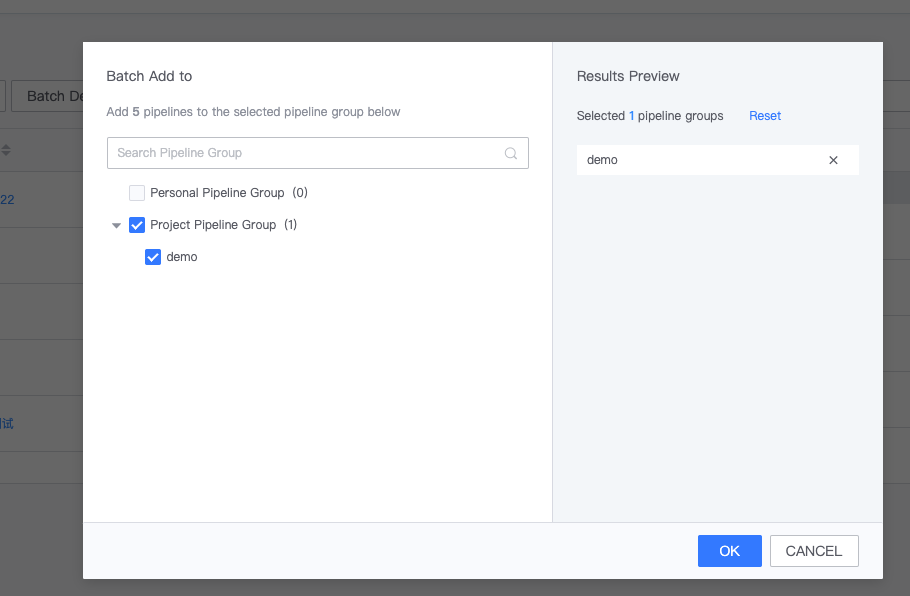 Batch De
22
试
Batch Add to
Add 5 pipelines to the selected pipeline group below
Search Pipeline Group
Personal Pipeline Group (0)
Project Pipeline Group (1)
demo
Results Preview
Selected 1 pipeline groups Reset
demo
OK
CANCEL